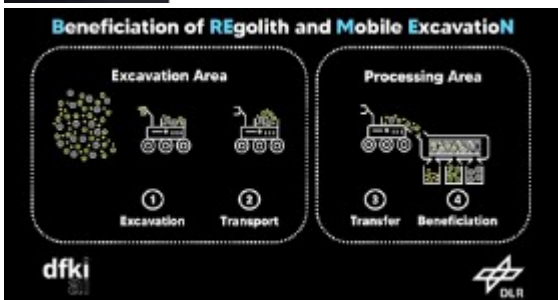 Beneficiation of REgolith and Mobile ExcavatioN
Excavation Area
Processing Area
1
2
3
4
Excavation
Transport
Transfer
Beneficiation
dfki
DLR